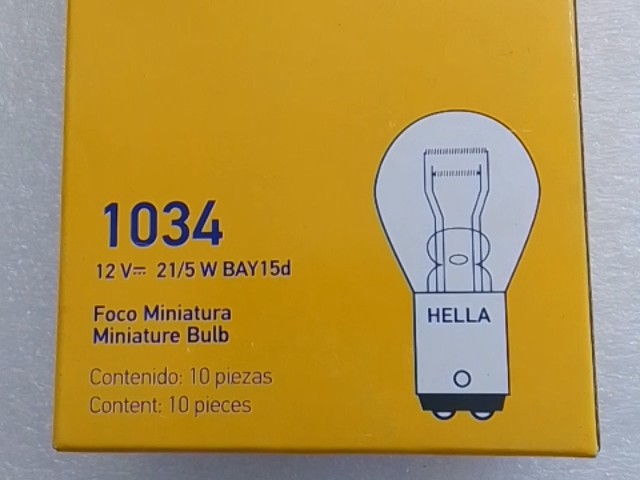 1034
12 V⎓ 21/5 W BAY15d
Foco Miniatura
Miniature Bulb
Contenido: 10 piezas
Content: 10 pieces
HELLA